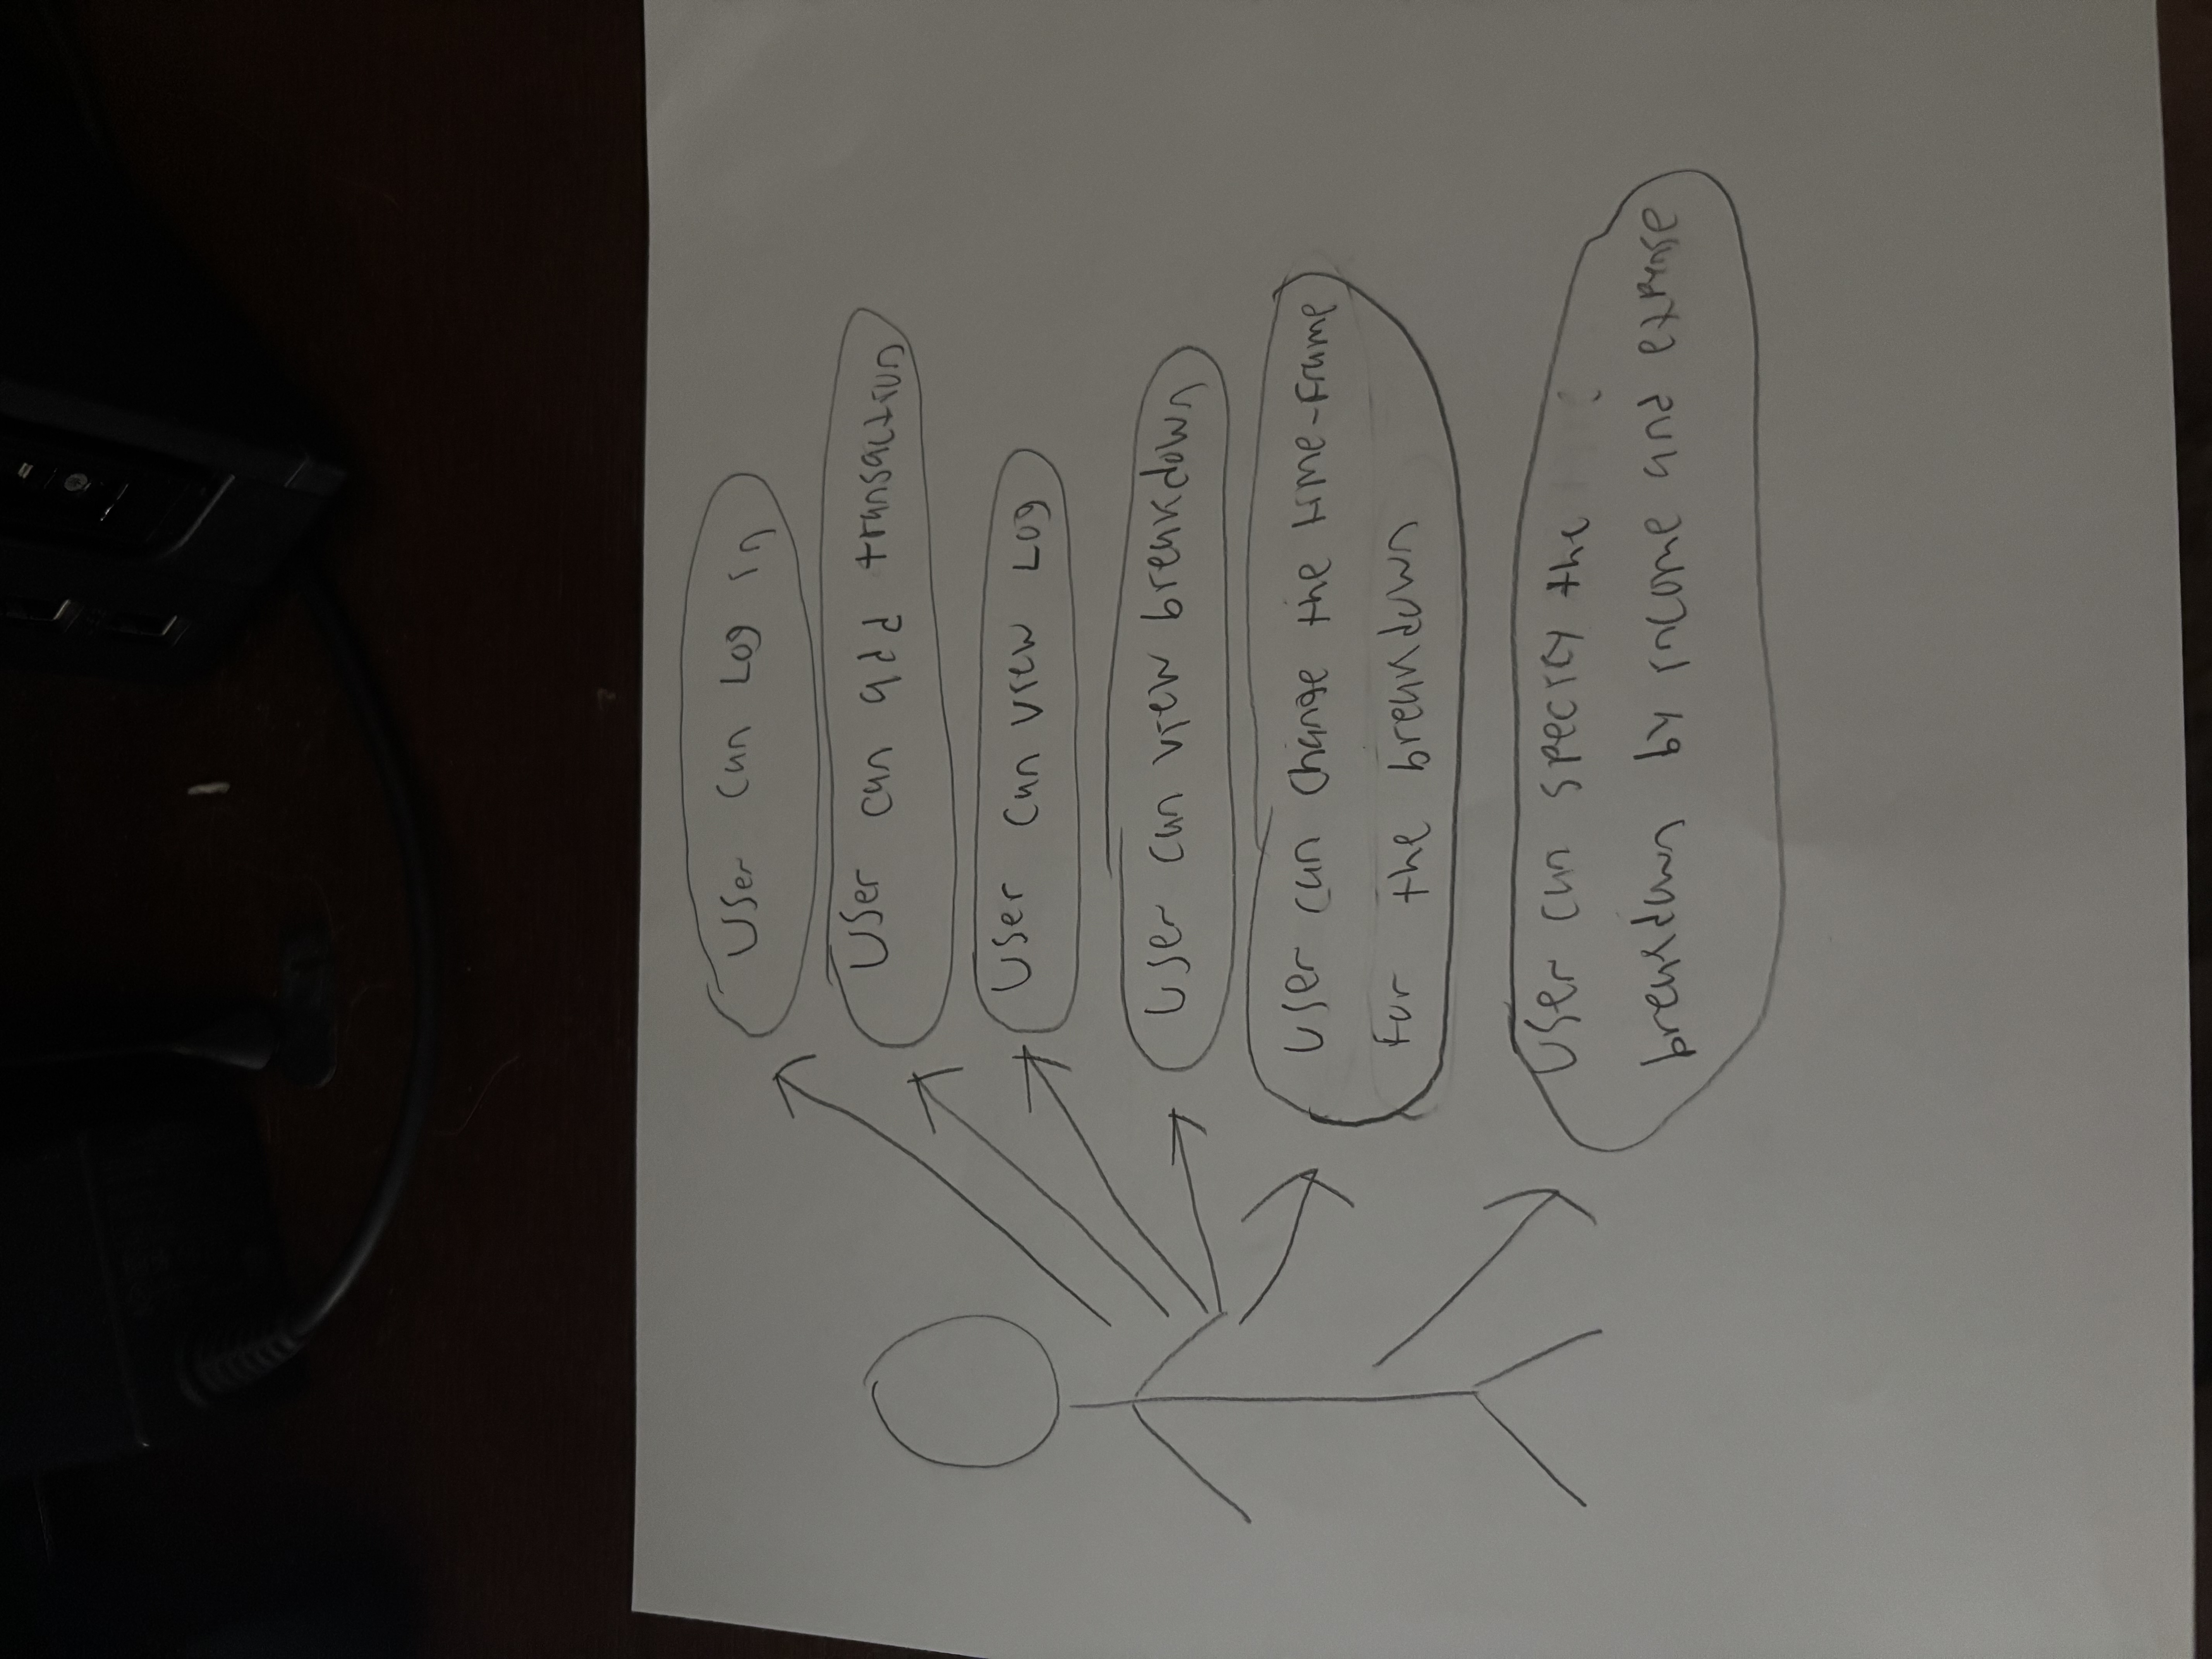 User can Log in
User can add transaction
User can view Log
User can view breakdown
User can change the time-frame
for the breakdown
User can specify the
breakdown by income and expense